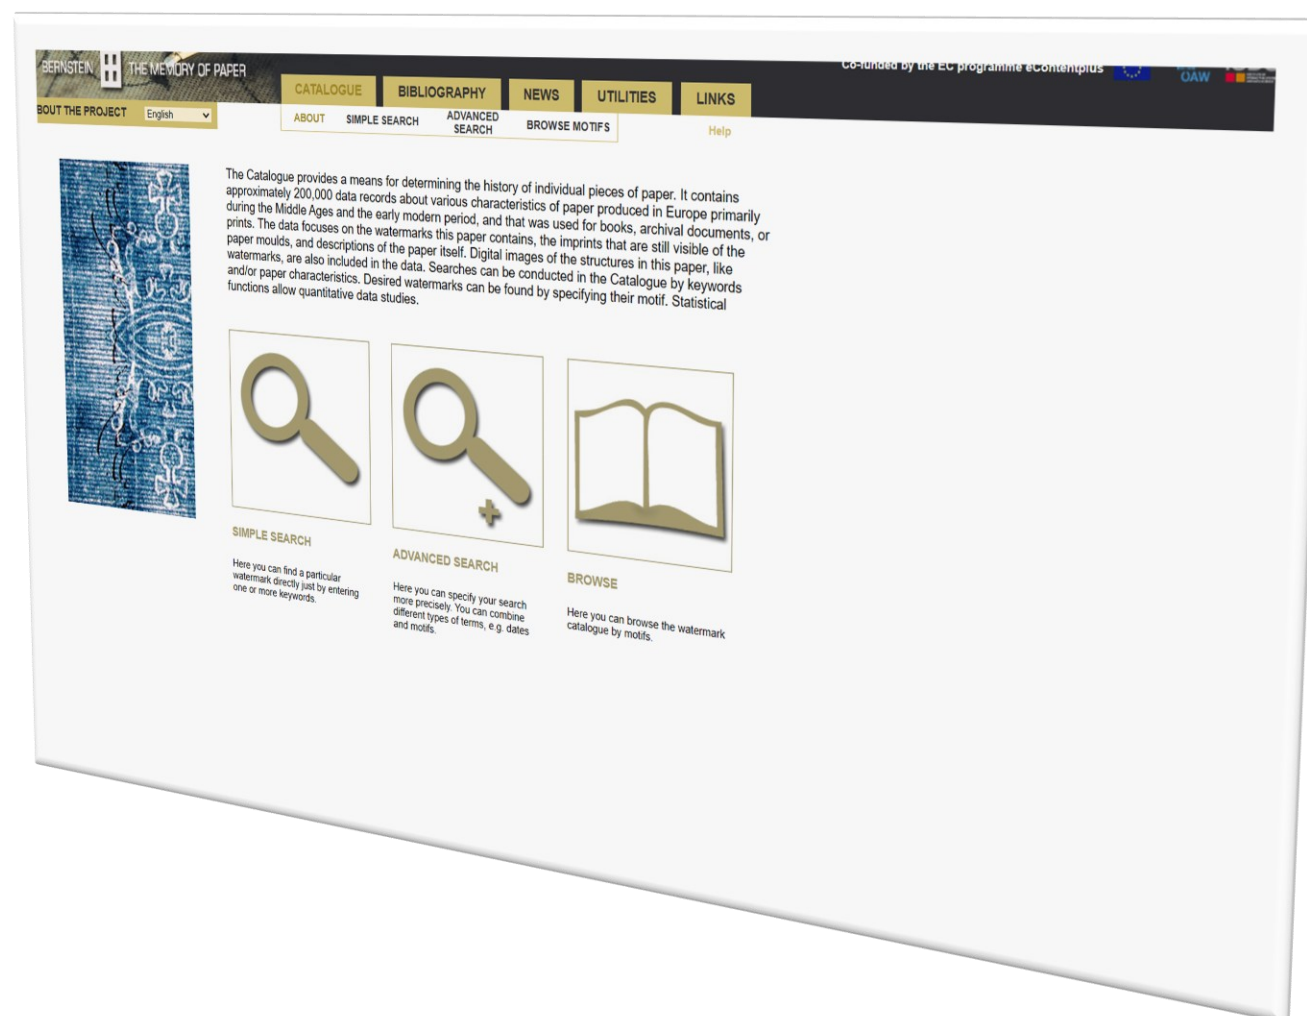 BERNSTEIN THE MEMORY OF PAPER
Co-funded by the EC programme eContentplus
OAW
CATALOGUE BIBLIOGRAPHY NEWS UTILITIES LINKS
BOUT THE PROJECT English
ABOUT SIMPLE SEARCH ADVANCED SEARCH BROWSE MOTIFS Help
The Catalogue provides a means for determining the history of individual pieces of paper. It contains
approximately 200,000 data records about various characteristics of paper produced in Europe primarily
during the Middle Ages and the early modern period, and that was used for books, archival documents, or
prints. The data focuses on the watermarks this paper contains, the imprints that are still visible of the
paper moulds, and descriptions of the paper itself. Digital images of the structures in this paper, like
watermarks, are also included in the data. Searches can be conducted in the Catalogue by keywords
and/or paper characteristics. Desired watermarks can be found by specifying their motif. Statistical
functions allow quantitative data studies.
SIMPLE SEARCH
Here you can find a particular
watermark directly just by entering
one or more keywords.
ADVANCED SEARCH
Here you can specify your search
more precisely. You can combine
different types of terms, e.g. dates
and motifs.
BROWSE
Here you can browse the watermark
catalogue by motifs.